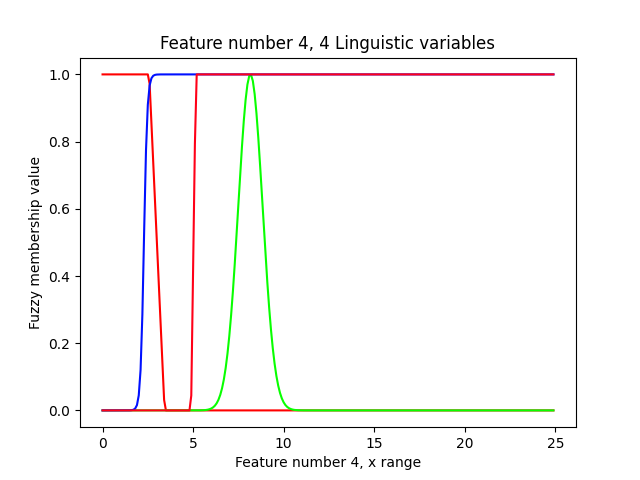 Feature number 4, 4 Linguistic variables
1.0
0.8
0.6
0.4
0.2
0.0
Fuzzy membership value
0 5 10 15 20 25
Feature number 4, x range